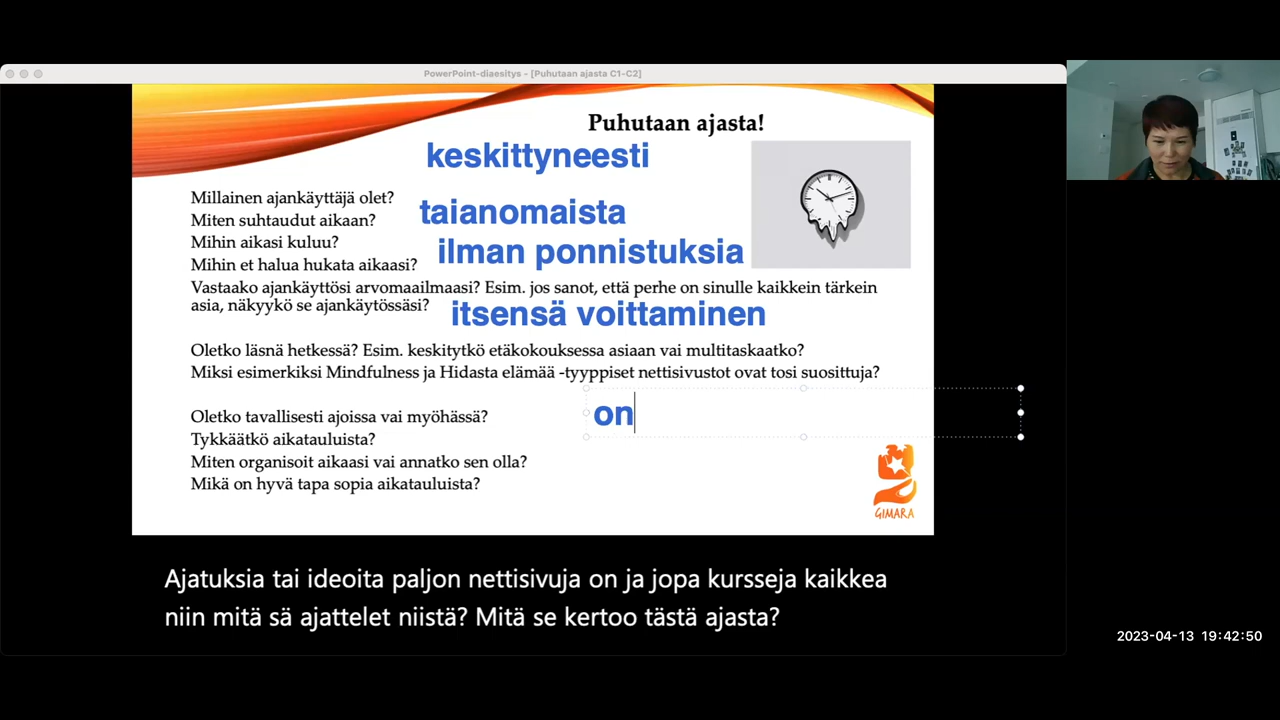 PowerPoint-diaesitys - [Puhutaan ajasta C1-C2]
Puhutaan ajasta!
keskittyneesti
Millainen ajankäyttäjä olet?
Miten suhtaudut aikaan?
taianomaista
Mihin aikasi kuluu?
ilman ponnistuksia
Mihin et halua hukata aikaasi?
Vastaako ajankäyttösi arvomaailmaasi? Esim. jos sanot, että perhe on sinulle kaikkein tärkein
asia, näkyykö se ajankäytössäsi?
itsensä voittaminen
Oletko läsnä hetkessä? Esim. keskitytkö etäkokouksessa asiaan vai multitaskaatko?
Miksi esimerkiksi Mindfulness ja Hidasta elämää -tyyppiset nettisivustot ovat tosi suosittuja?
Oletko tavallisesti ajoissa vai myöhässä?
on
Tykkäätkö aikatauluista?
Miten organisoit aikaasi vai annatko sen olla?
Mikä on hyvä tapa sopia aikatauluista?
GIMARA
Ajatuksia tai ideoita paljon nettisivuja on ja jopa kursseja kaikkea
niin mitä sä ajattelet niistä? Mitä se kertoo tästä ajasta?
2023-04-13 19:42:50